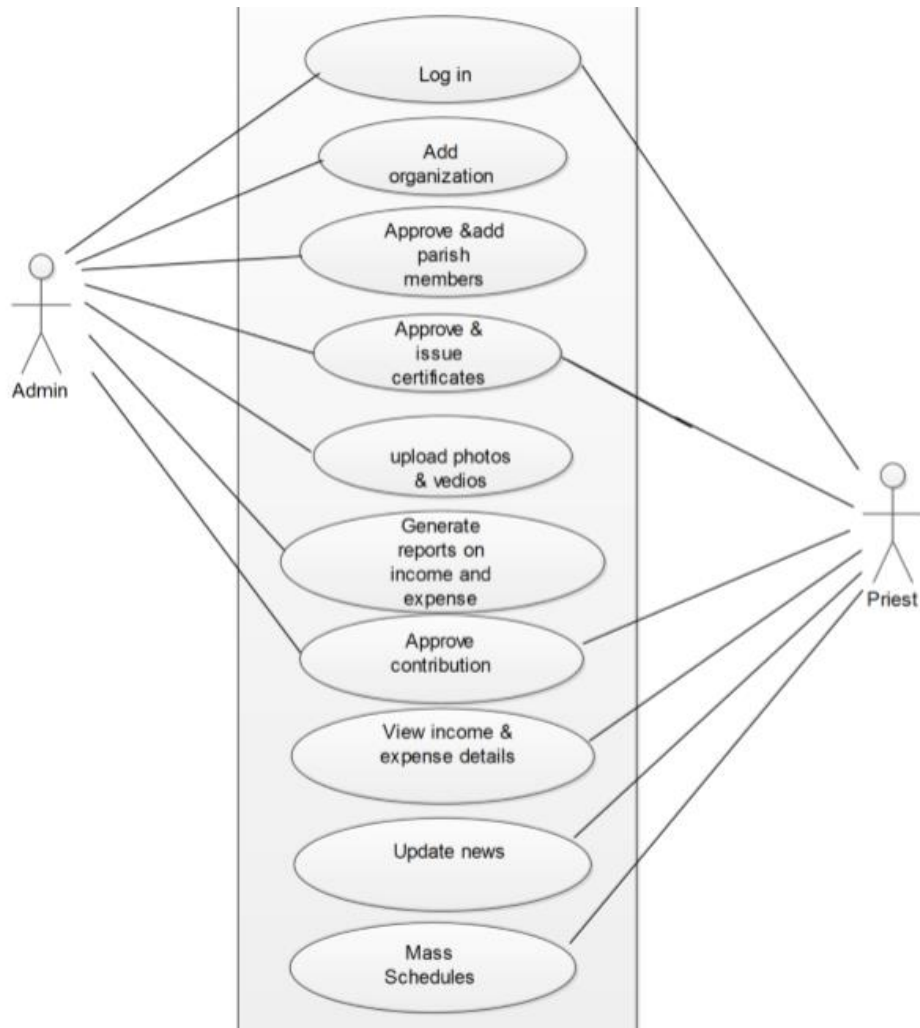 Log in
Add
organization
Approve &add
parish
members
Approve &
issue
certificates
Admin
upload photos
& vedios
Generate
reports on
income and
expense
Priest
Approve
contribution
View income &
expense details
Update news
Mass
Schedules